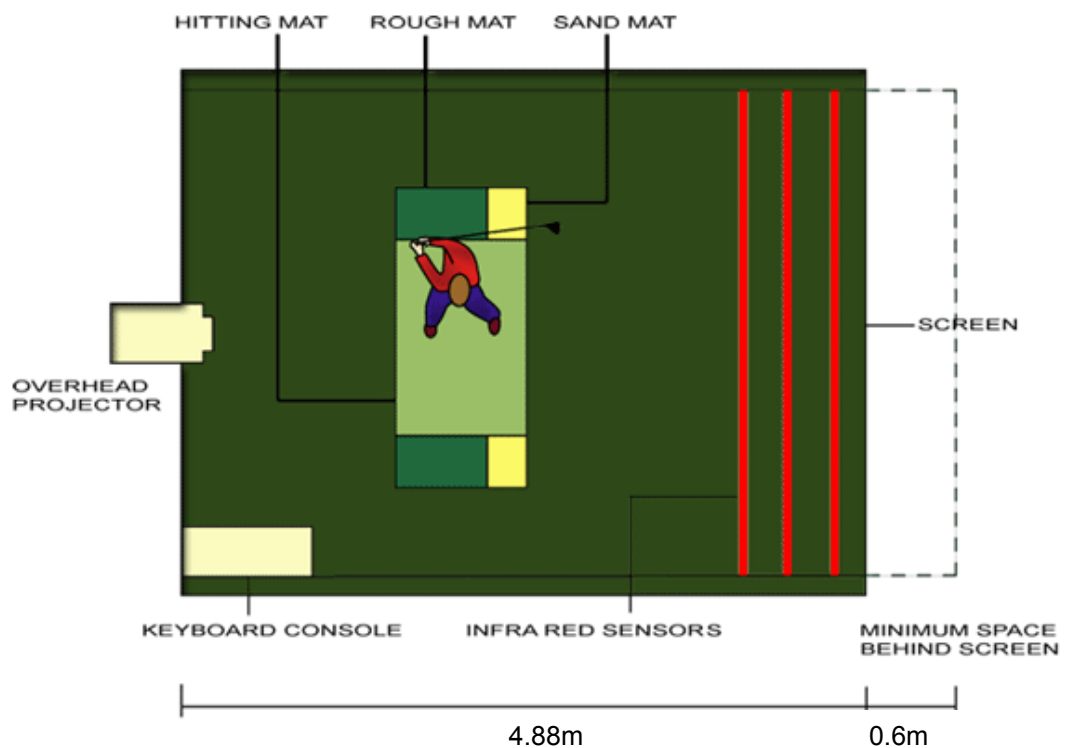 HITTING MAT
ROUGH MAT
SAND MAT
SCREEN
OVERHEAD
PROJECTOR
KEYBOARD CONSOLE
INFRA RED SENSORS
MINIMUM SPACE
BEHIND SCREEN
4.88m
0.6m